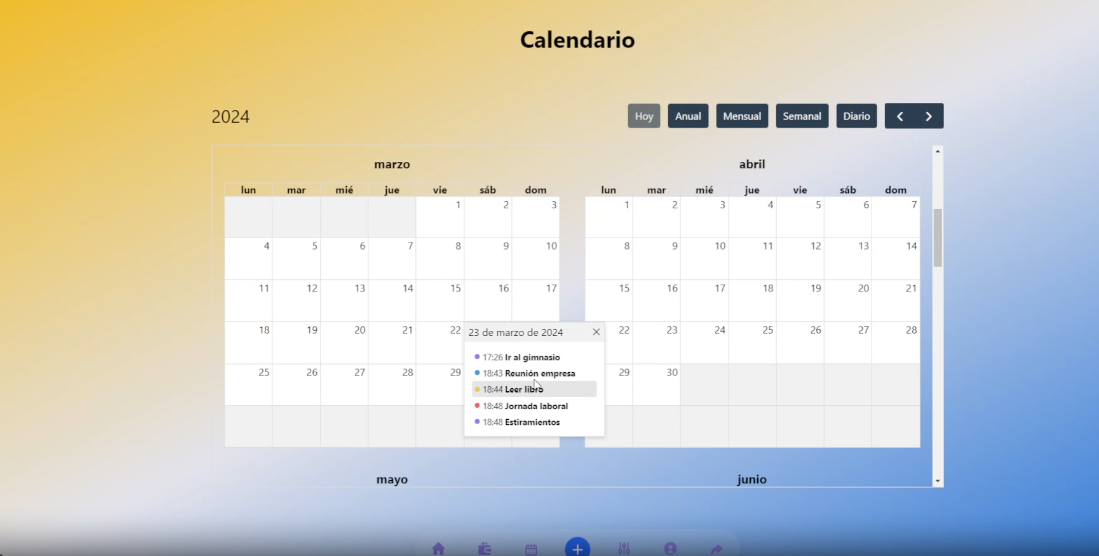 Calendario
2024
Hoy Anual Mensual Semanal Diario
marzo abril
lun mar mié jue vie sáb dom lun mar mié jue vie sáb dom
1 2 3 1 2 3 4 5 6 7
4 5 6 7 8 9 10 8 9 10 11 12 13 14
11 12 13 14 15 16 17 15 16 17 18 19 20 21
18 19 20 21 22 23 de marzo de 2024 22 23 24 25 26 27 28
17:26 Ir al gimnasio
25 26 27 28 29 18:43 Reunión empresa 29 30
18:44 Leer libro
18:48 Jornada laboral
18:48 Estiramientos
mayo junio